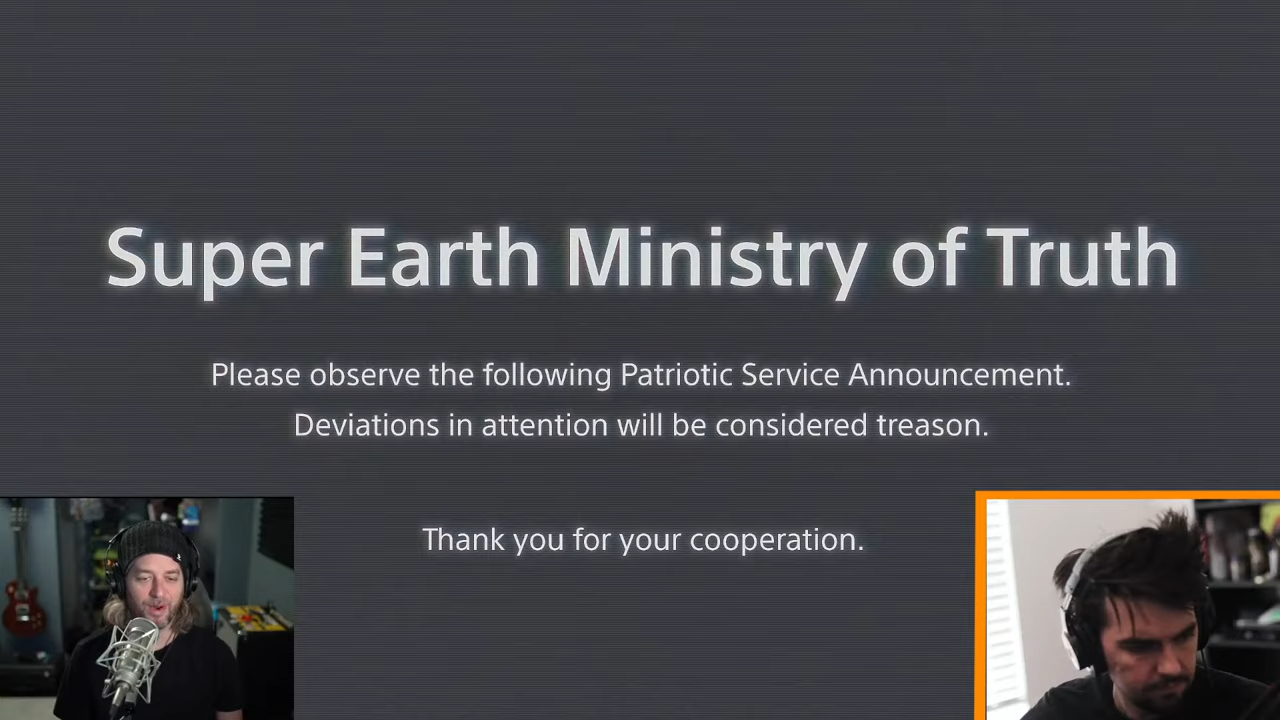 Super Earth Ministry of Truth
Please observe the following Patriotic Service Announcement.
Deviations in attention will be considered treason.
Thank you for your cooperation.